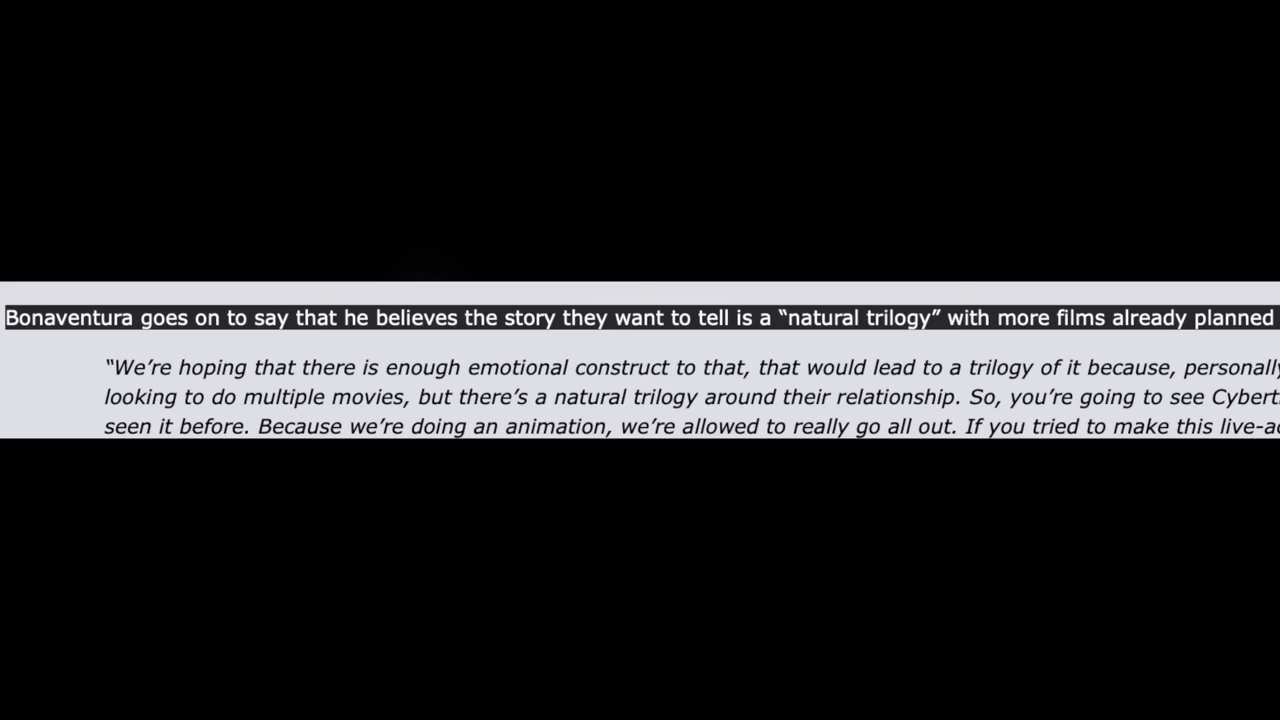 Bonaventura goes on to say that he believes the story they want to tell is a “natural trilogy” with more films already planned
“We’re hoping that there is enough emotional construct to that, that would lead to a trilogy of it because, personally
looking to do multiple movies, but there’s a natural trilogy around their relationship. So, you’re going to see
seen it before. Because we’re doing an animation, we’re allowed to really go all out. If you tried to make this